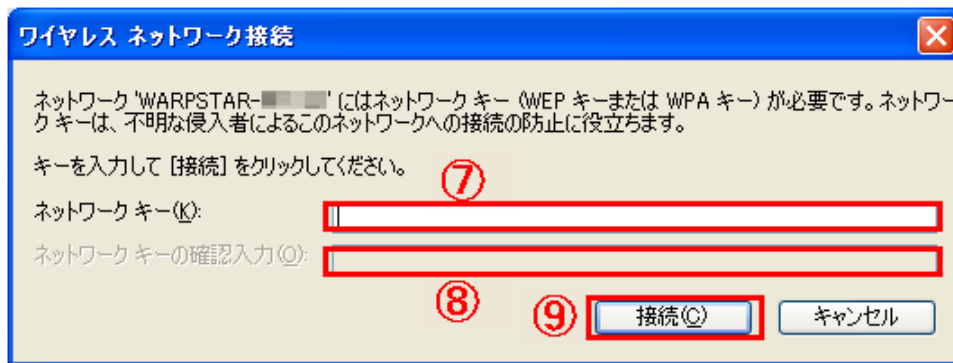 ワイヤレス ネットワーク接続
ネットワーク 'WARPSTAR-' にはネットワーク キー (WEP キーまたは WPA キー) が必要です。ネットワー
ク キーは、不明な侵入者によるこのネットワークへの接続の防止に役立ちます。
キーを入力して [接続] をクリックしてください。
⑦
ネットワーク キー(K):
ネットワーク キーの確認入力(O):
⑧
⑨ 接続(C) キャンセル